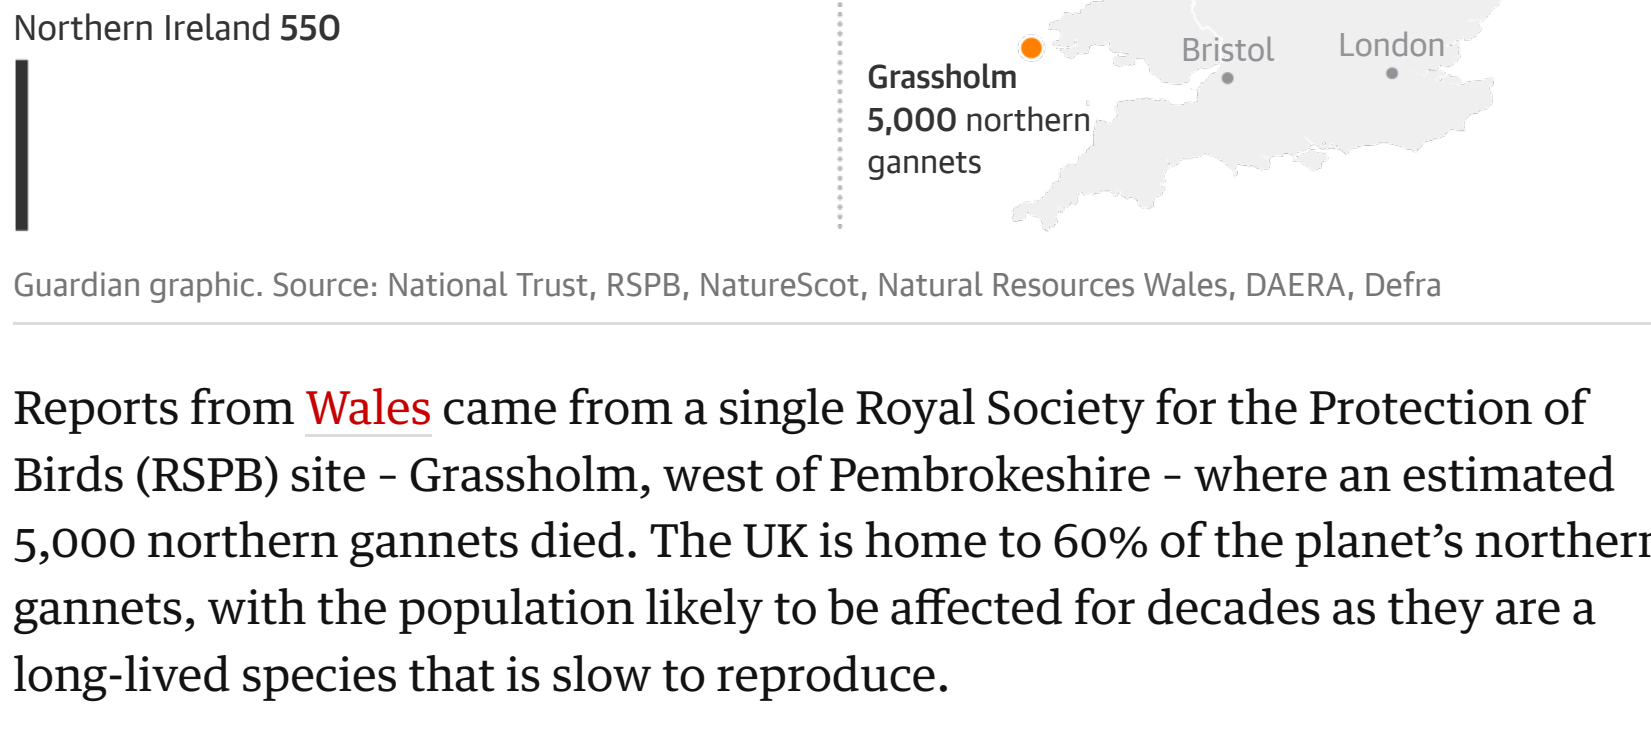 Northern Ireland 550
Bristol
London
Grassholm
5,000 northern
gannets
Guardian graphic. Source: National Trust, RSPB, NatureScot, Natural Resources Wales, DAERA, Defra
Reports from Wales came from a single Royal Society for the Protection of
Birds (RSPB) site – Grassholm, west of Pembrokeshire – where an estimated
5,000 northern gannets died. The UK is home to 60% of the planet’s northern
gannets, with the population likely to be affected for decades as they are a
long-lived species that is slow to reproduce.